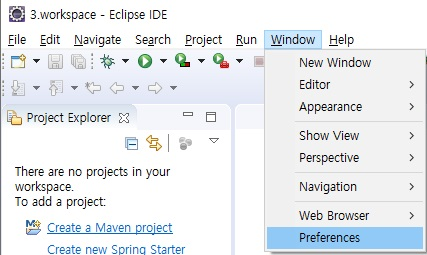 3.workspace - Eclipse IDE
File Edit Navigate Search Project Run Window Help
New Window
Editor
Appearance
Show View
Perspective
Navigation
Web Browser
Preferences
Project Explorer
There are no projects in your
workspace.
To add a project:
Create a Maven project
Create new Spring Starter